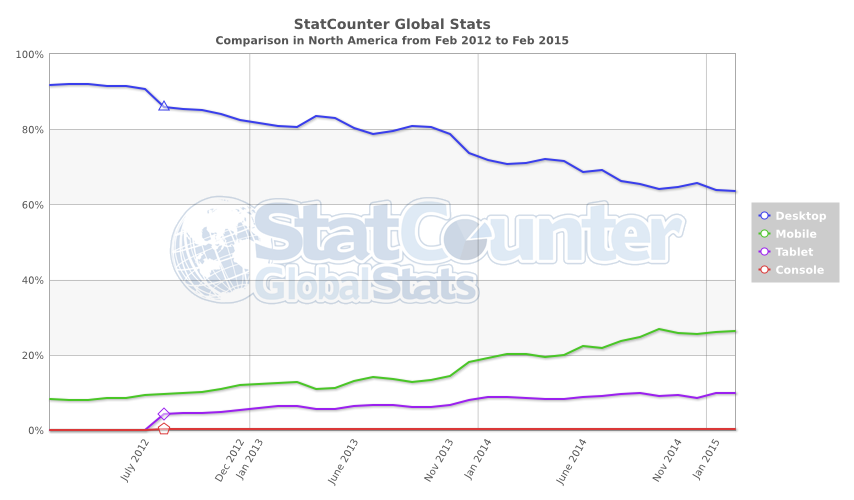 StatCounter Global Stats
Comparison in North America from Feb 2012 to Feb 2015
100%
80%
60%
40%
20%
0%
StatCounter
GlobalStats
Desktop
Mobile
Tablet
Console
July 2012
Dec 2012
Jan 2013
June 2013
Nov 2013
Jan 2014
June 2014
Nov 2014
Jan 2015